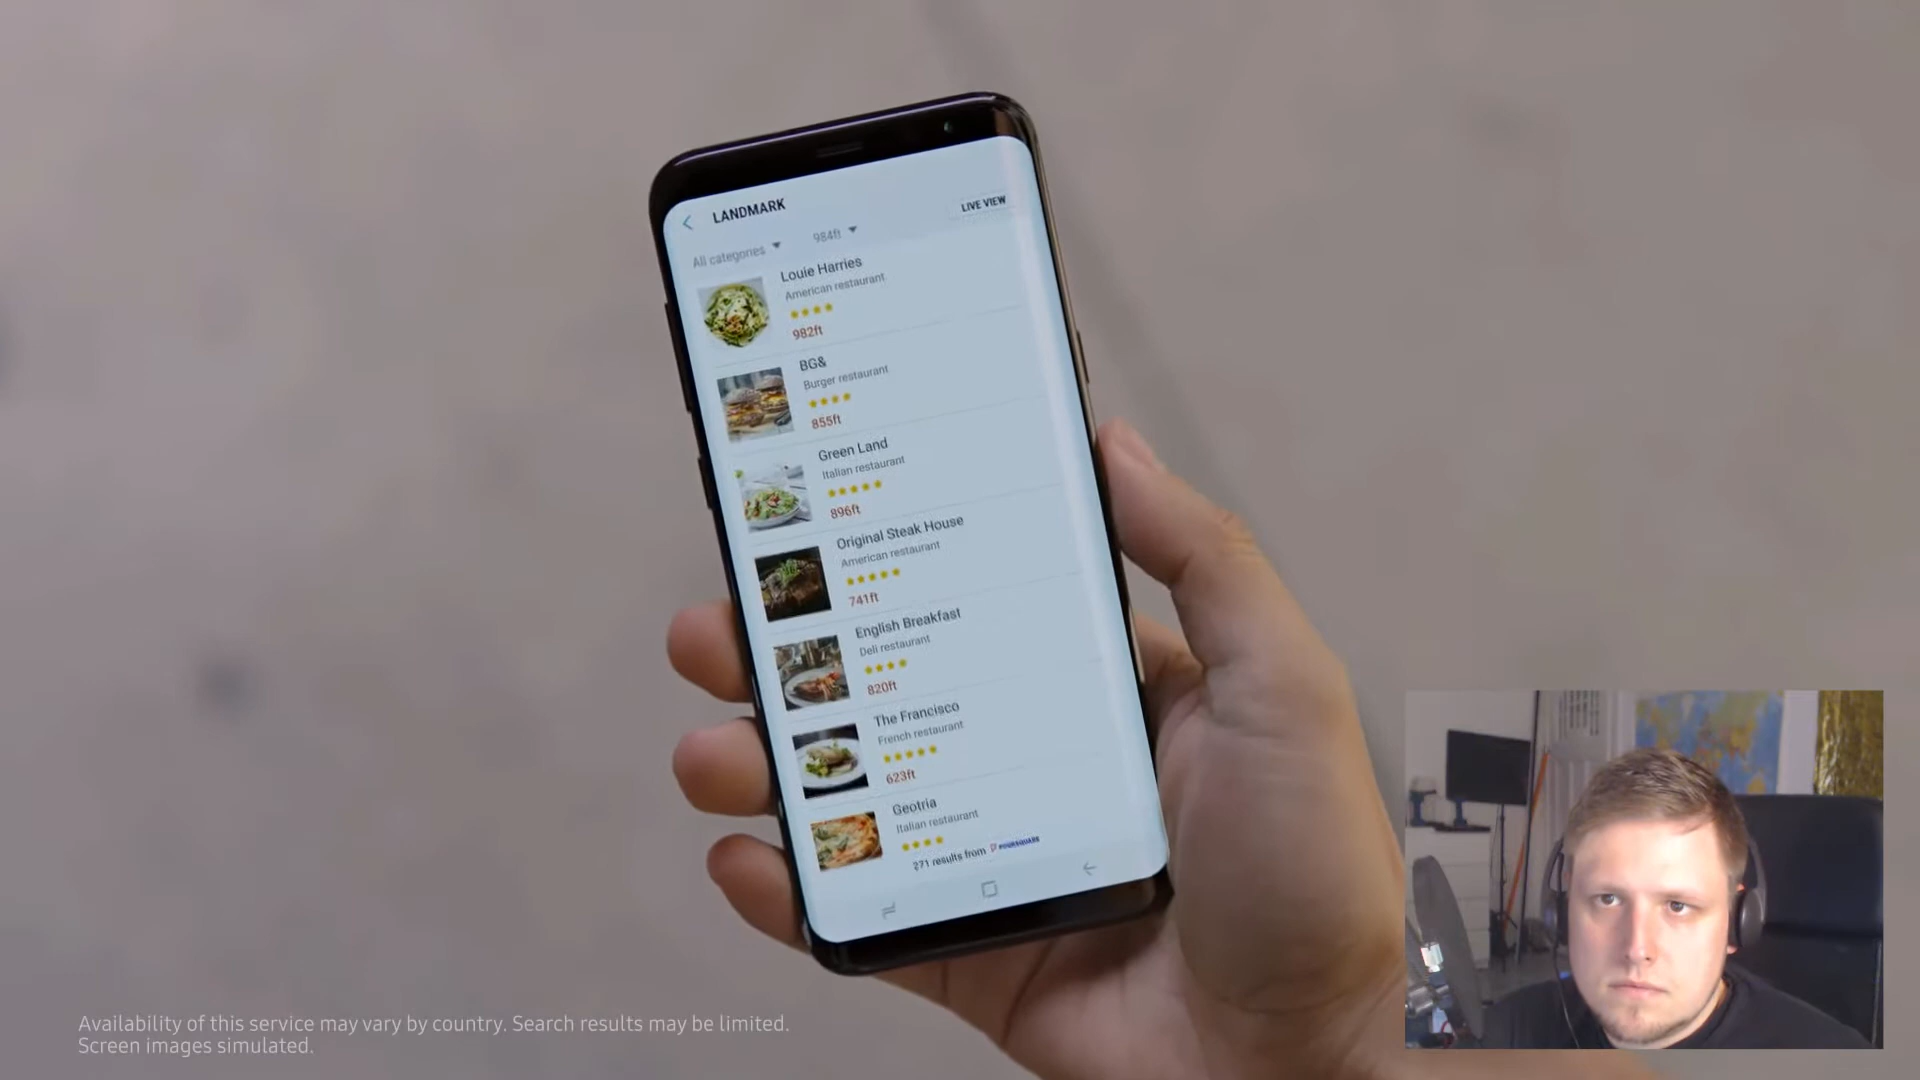 LANDMARK
LIVE VIEW
All categories
984ft
Louie Harries
American restaurant
982ft
BG&
Burger restaurant
855ft
Green Land
Italian restaurant
896ft
Original Steak House
American restaurant
741ft
English Breakfast
Deli restaurant
820ft
The Francisco
French restaurant
623ft
Geotria
Italian restaurant
271 results from FOURSQUARE
Availability of this service may vary by country. Search results may be limited.
Screen images simulated.